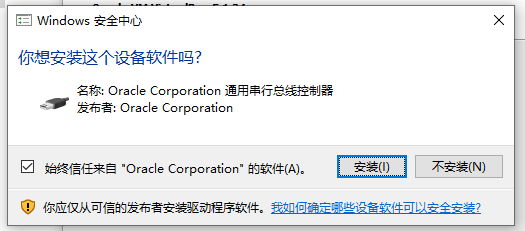 Windows 安全中心
你想安装这个设备软件吗?
名称: Oracle Corporation 通用串行总线控制器
发布者: Oracle Corporation
始终信任来自 "Oracle Corporation" 的软件(A)。
安装(I)
不安装(N)
你应仅从可信的发布者安装驱动程序软件。我如何确定哪些设备软件可以安全安装?